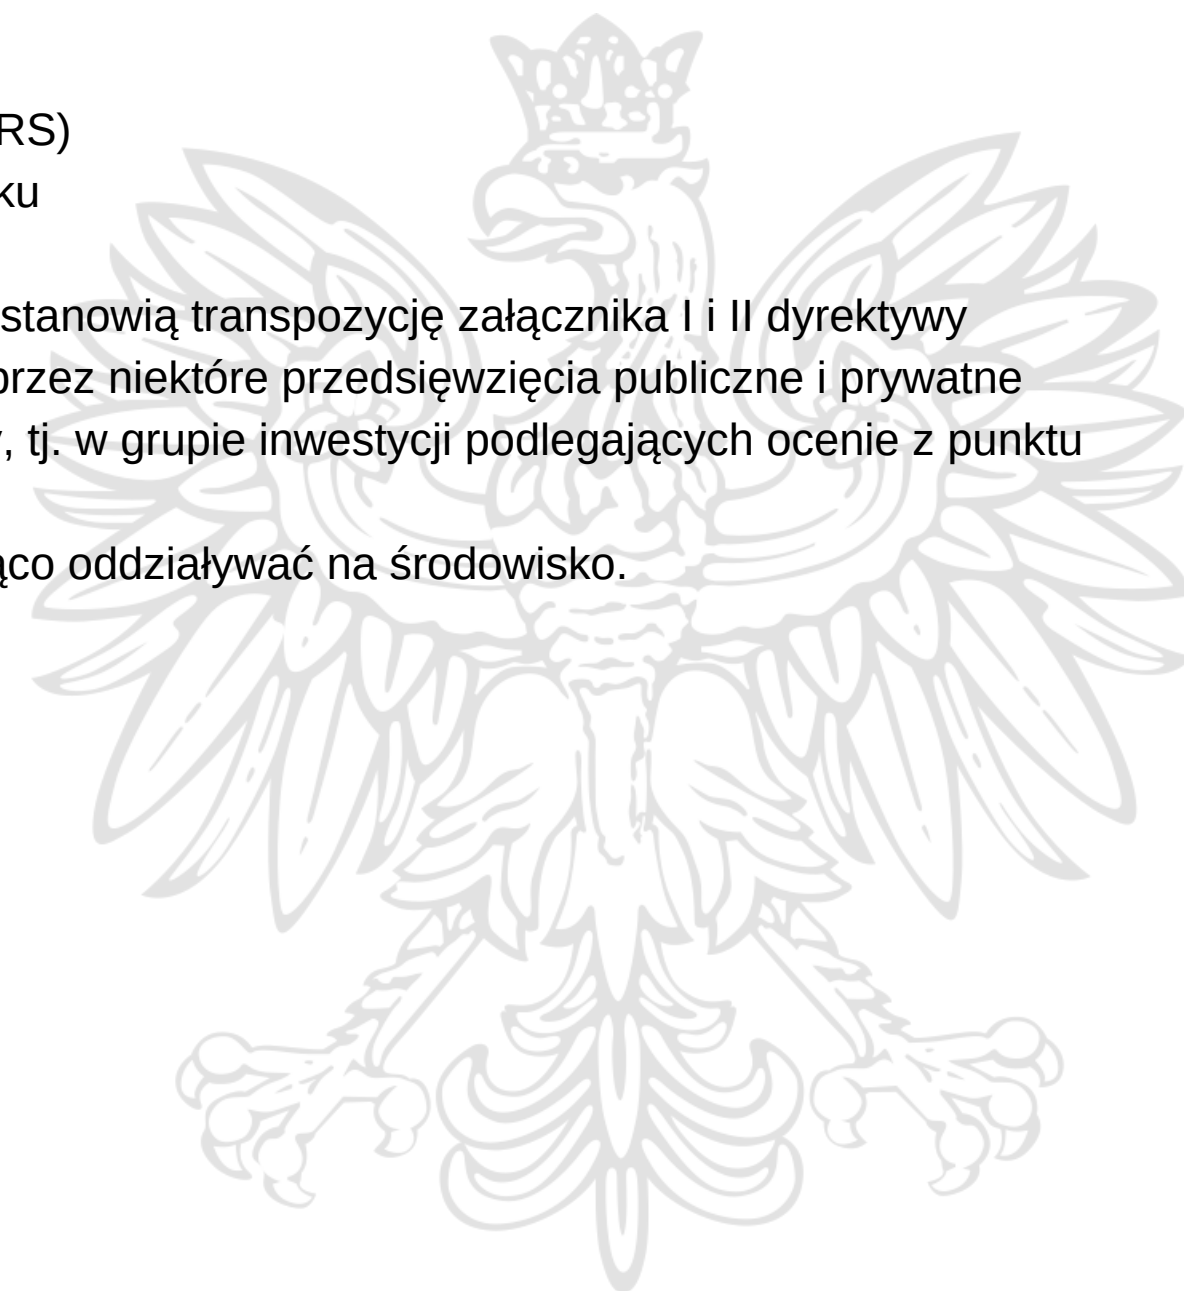 RS)
ku
stanowią transpozycję załącznika I i II dyrektywy
przez niektóre przedsięwzięcia publiczne i prywatne
, tj. w grupie inwestycji podlegających ocenie z punktu
ąco oddziaływać na środowisko.